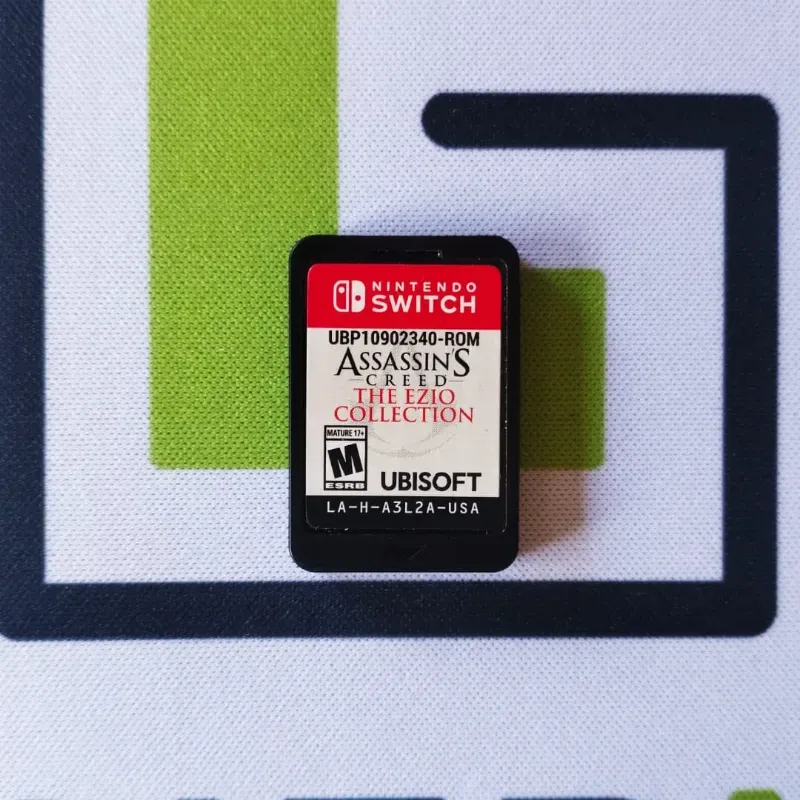 NINTENDO
SWITCH
UBP10902340-ROM
ASSASSIN'S
CREED
THE EZIO
COLLECTION
MATURE 17+
M
ESRB
UBISOFT
LA-H-A3L2A-USA